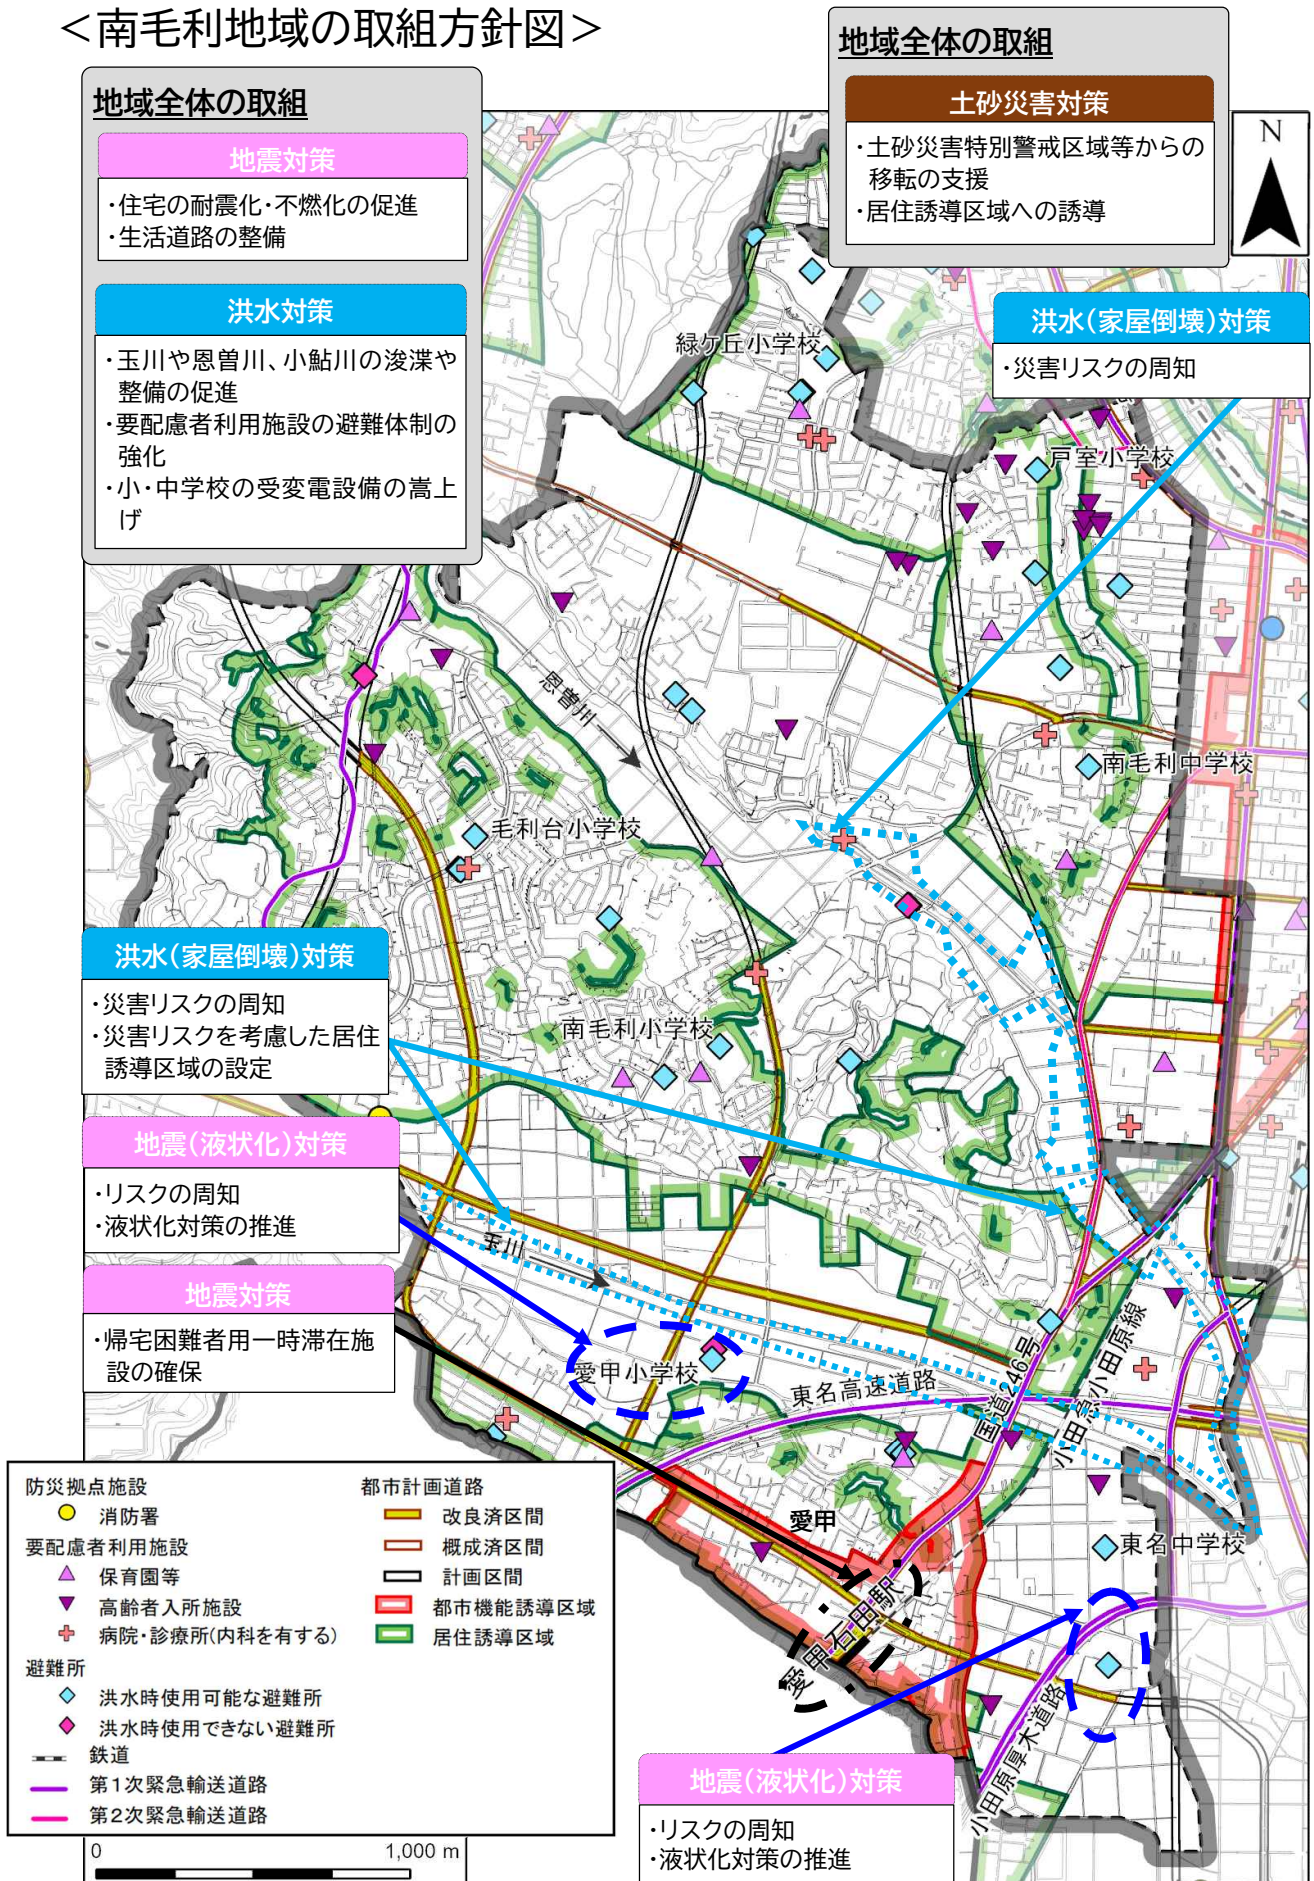 ＜南毛利地域の取組方針図＞
地域全体の取組
地震対策
・住宅の耐震化・不燃化の促進
・生活道路の整備
洪水対策
・玉川や恩曽川、小鮎川の浚渫や
整備の促進
・要配慮者利用施設の避難体制の
強化
・小・中学校の受変電設備の嵩上
げ
地域全体の取組
土砂災害対策
・土砂災害特別警戒区域等からの
移転の支援
・居住誘導区域への誘導
N
洪水（家屋倒壊）対策
・災害リスクの周知
緑ケ丘小学校
戸室小学校
恩曽川
南毛利中学校
毛利台小学校
洪水（家屋倒壊）対策
・災害リスクの周知
・災害リスクを考慮した居住
誘導区域の設定
南毛利小学校
地震（液状化）対策
・リスクの周知
・液状化対策の推進
玉川
地震対策
・帰宅困難者用一時滞在施
設の確保
愛甲小学校
東名高速道路
国道246号
小田急小田原線
愛甲
東名中学校
愛甲石田駅
小田原厚木道路
地震（液状化）対策
・リスクの周知
・液状化対策の推進
防災拠点施設
消防署
要配慮者利用施設
保育園等
高齢者入所施設
病院・診療所(内科を有する)
避難所
洪水時使用可能な避難所
洪水時使用できない避難所
鉄道
第１次緊急輸送道路
第２次緊急輸送道路
都市計画道路
改良済区間
概成済区間
計画区間
都市機能誘導区域
居住誘導区域
0 1,000 m